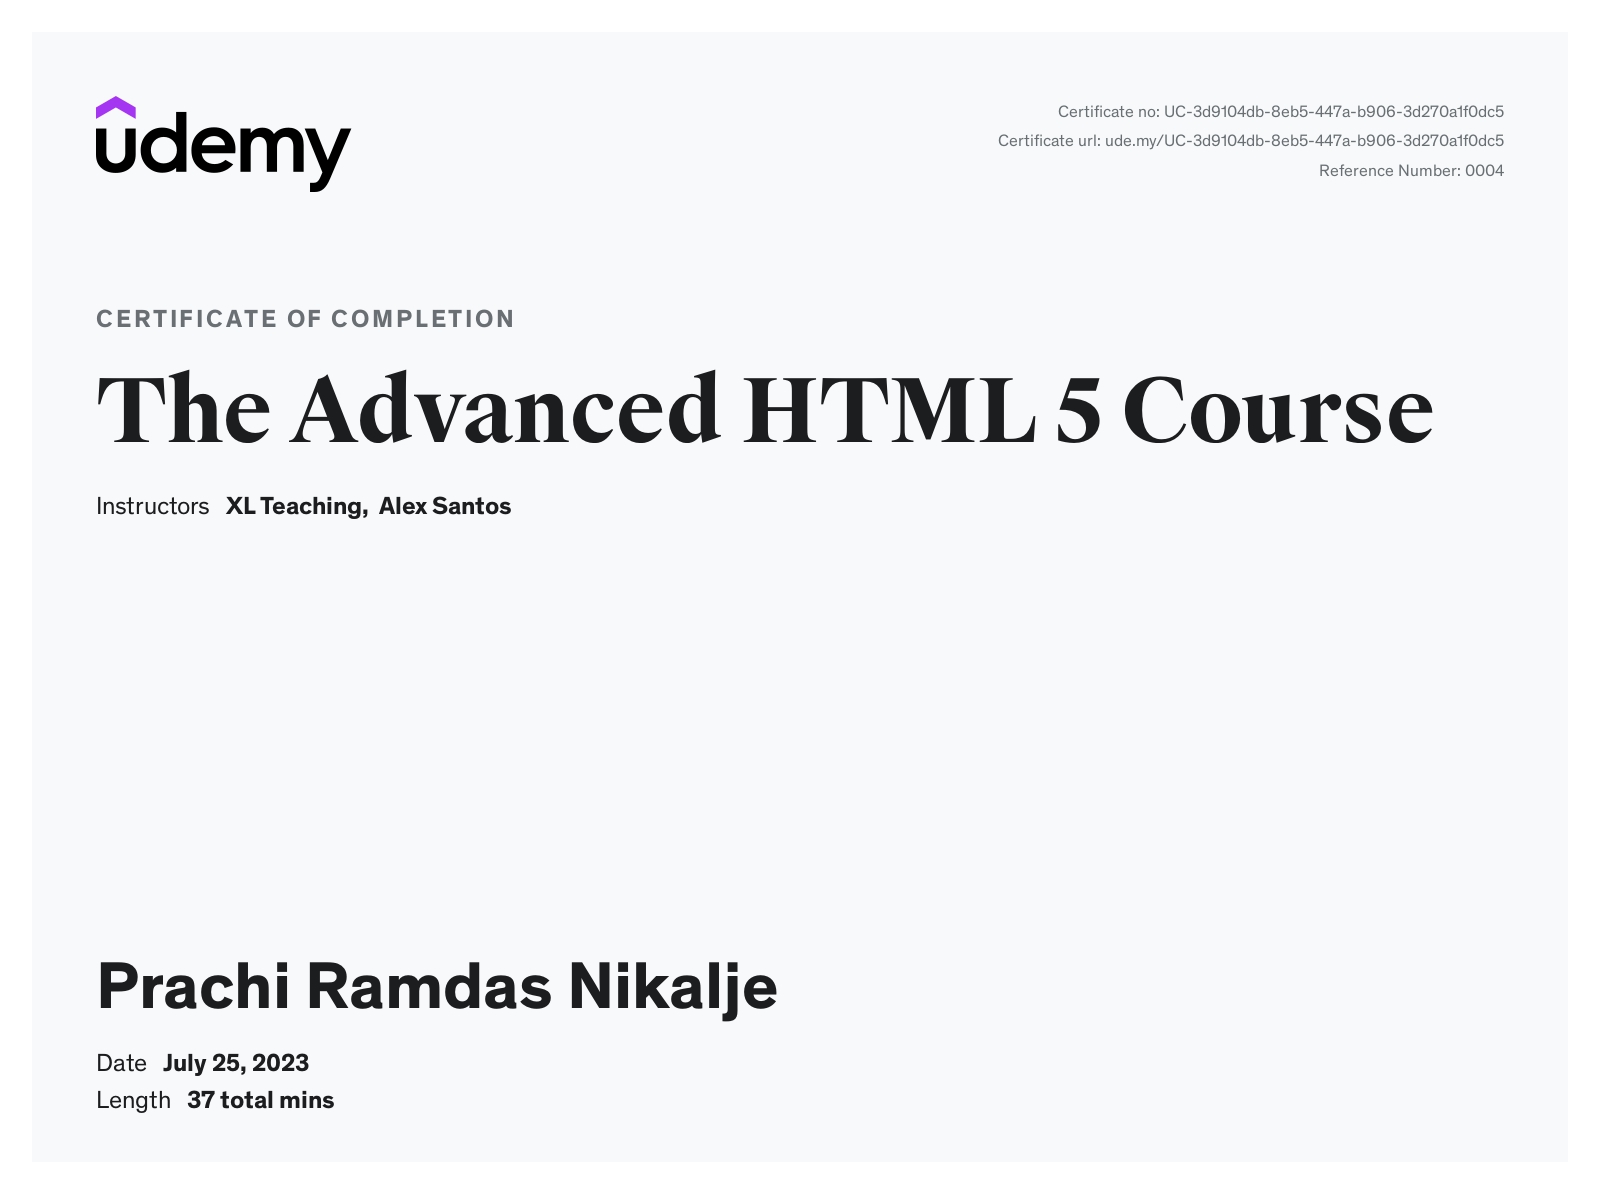 udemy
Certificate no: UC-3d9104db-8eb5-447a-b906-3d270a1f0dc5
Certificate url: ude.my/UC-3d9104db-8eb5-447a-b906-3d270a1f0dc5
Reference Number: 0004
CERTIFICATE OF COMPLETION
The Advanced HTML 5 Course
Instructors XL Teaching, Alex Santos
Prachi Ramdas Nikalje
Date July 25, 2023
Length 37 total mins